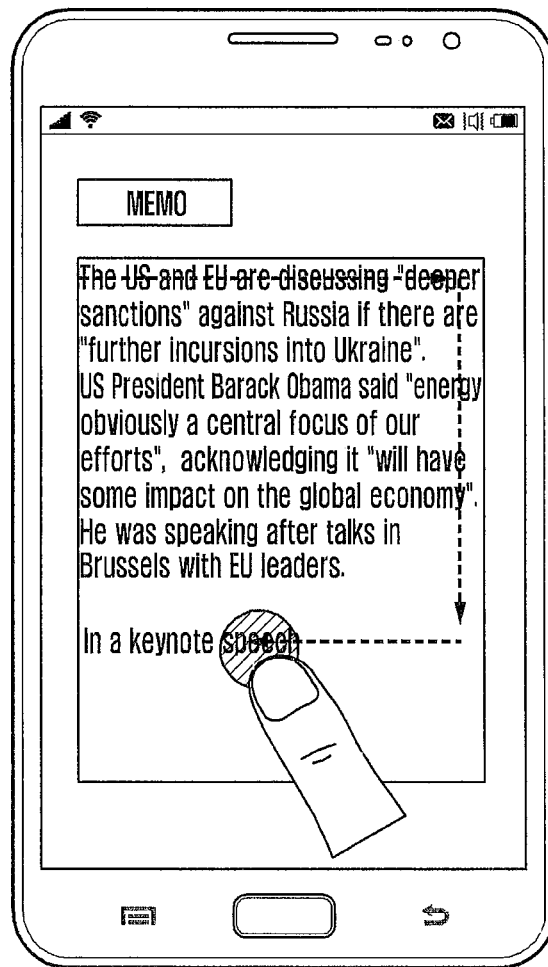 MEMO
The US and EU are discussing "deeper
sanctions" against Russia if there are
"further incursions into Ukraine".
US President Barack Obama said "energy
obviously a central focus of our
efforts", acknowledging it "will have
some impact on the global economy".
He was speaking after talks in
Brussels with EU leaders.
In a keynote speech